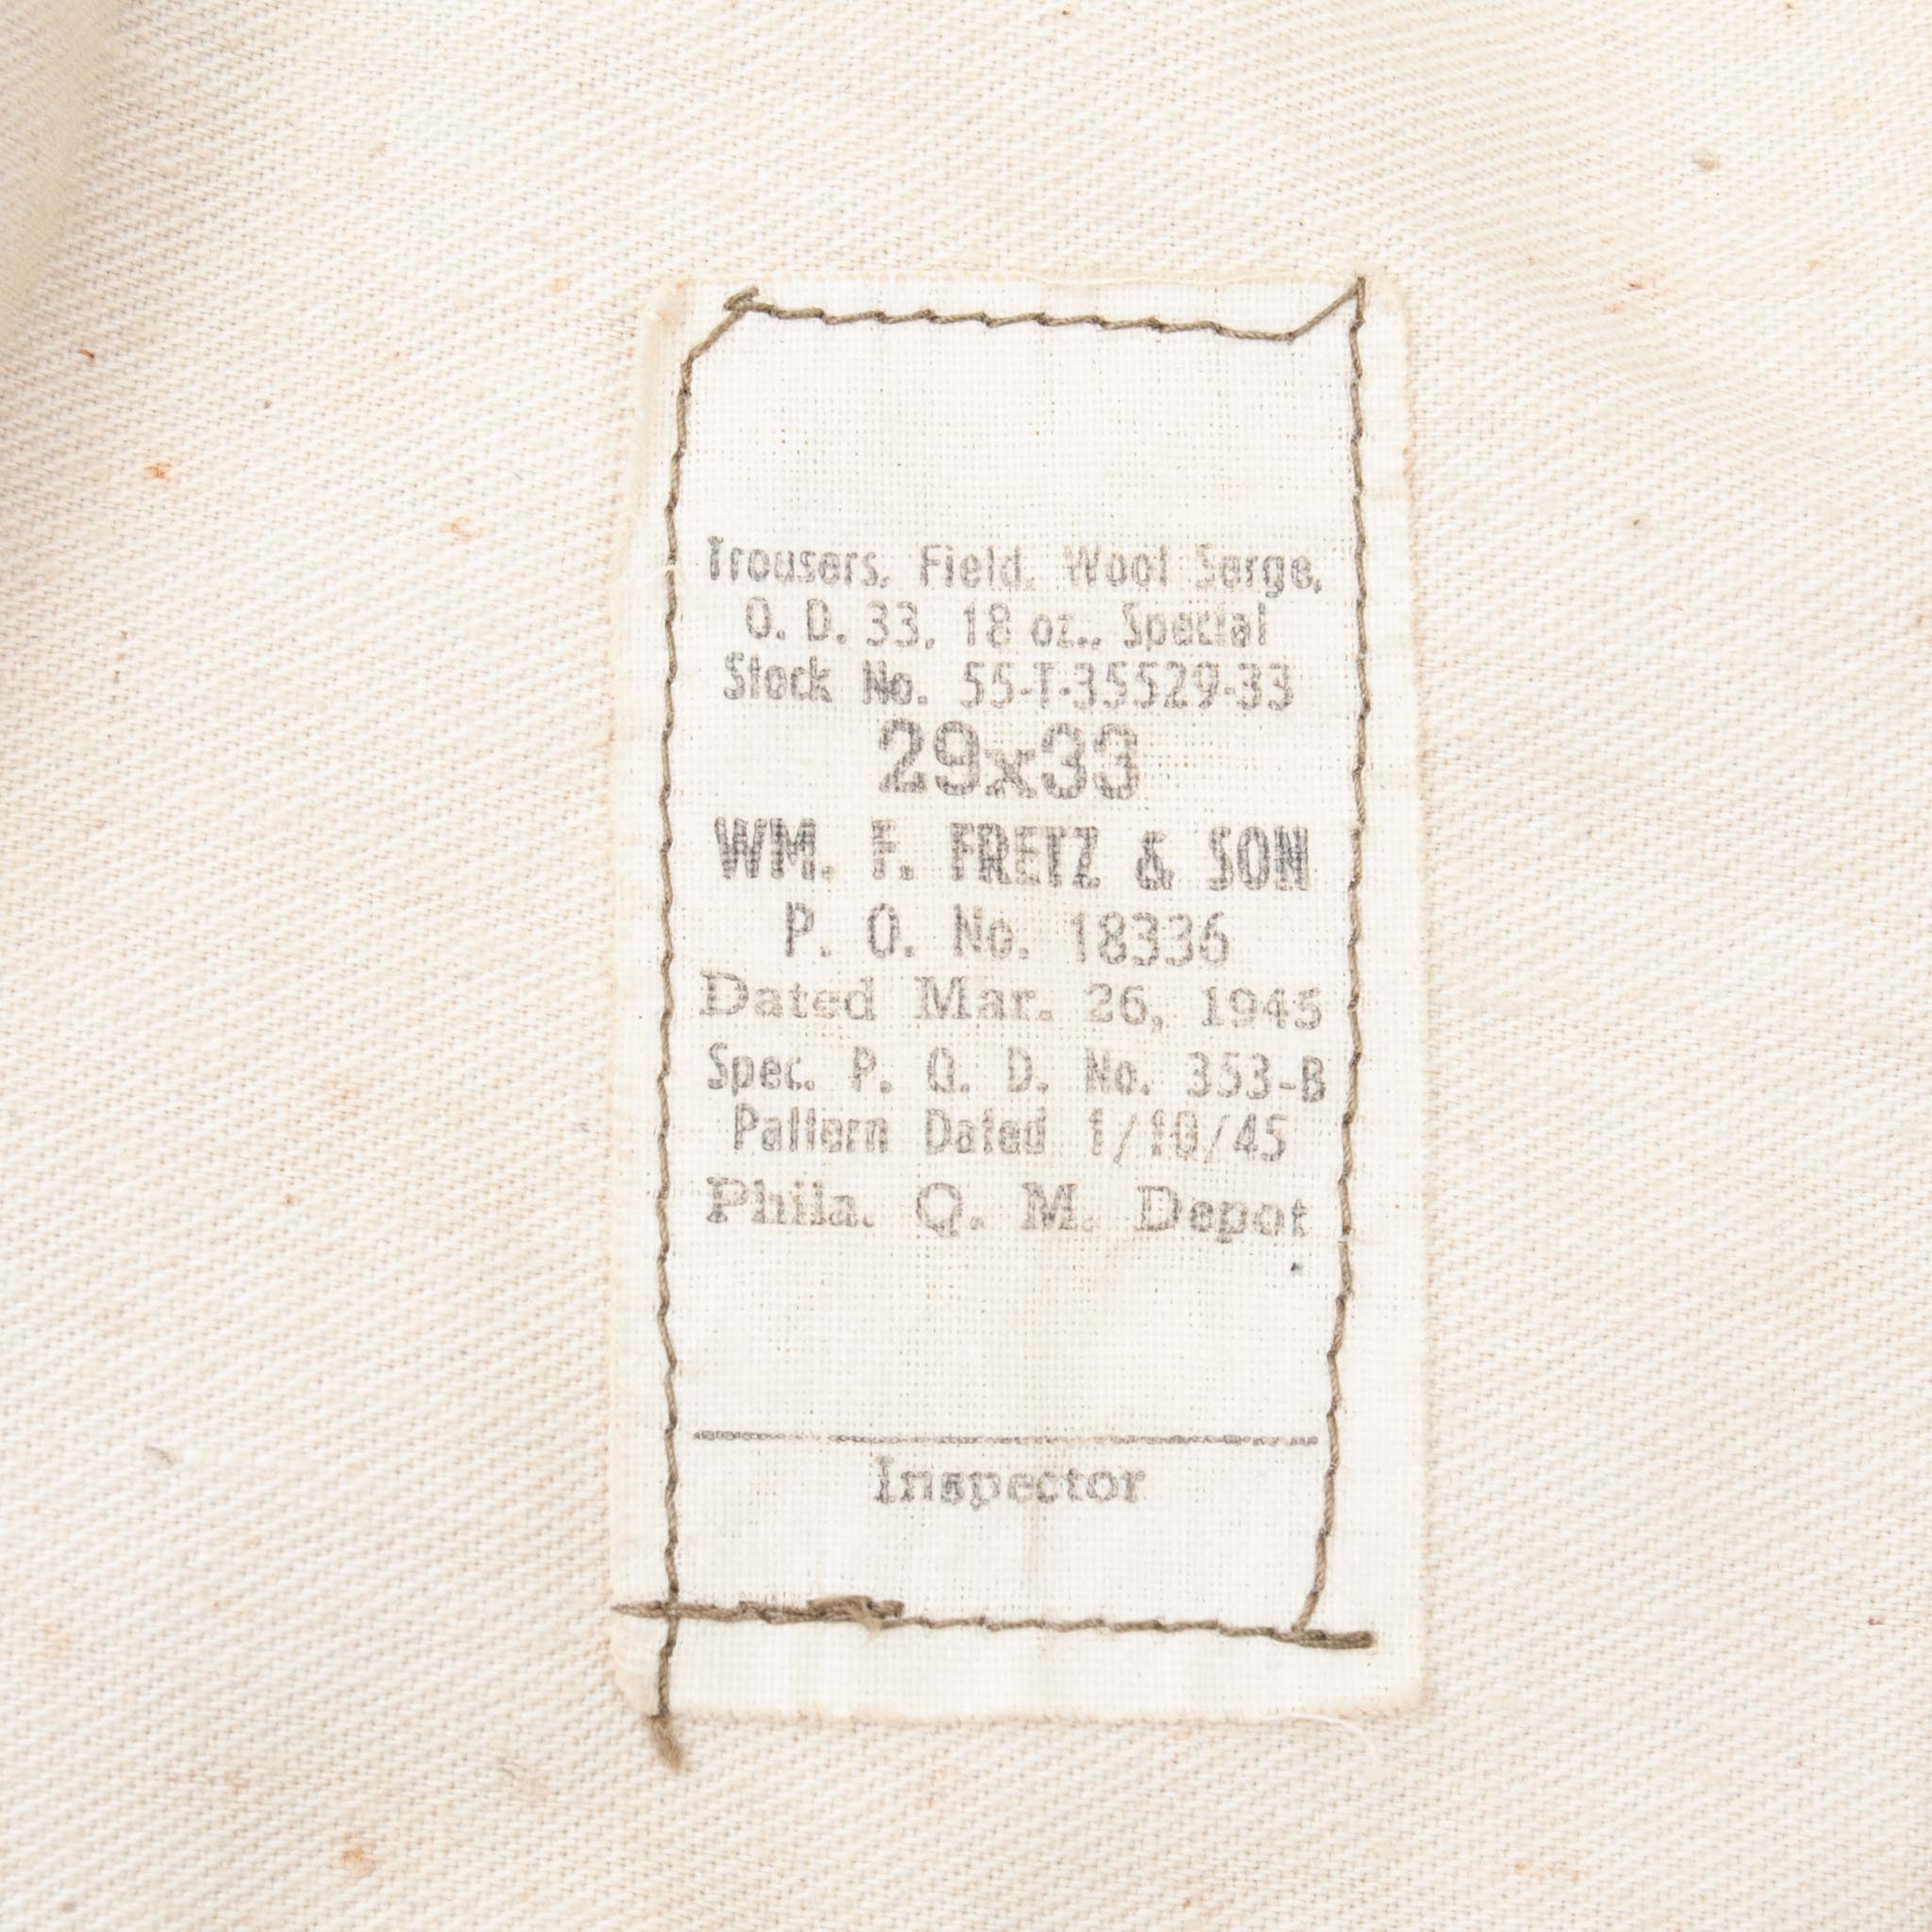 Trousers, Field, Wool Serge,
O. D. 33, 18 oz., Special
Stock No. 55-T-35529-33
29x33
WM. F. FRETZ & SON
P. O. No. 18336
Dated Mar. 26, 1945
Spec. P. Q. D. No. 353-B
Pattern Dated 1/10/45
Phila. Q. M. Depot
Inspector